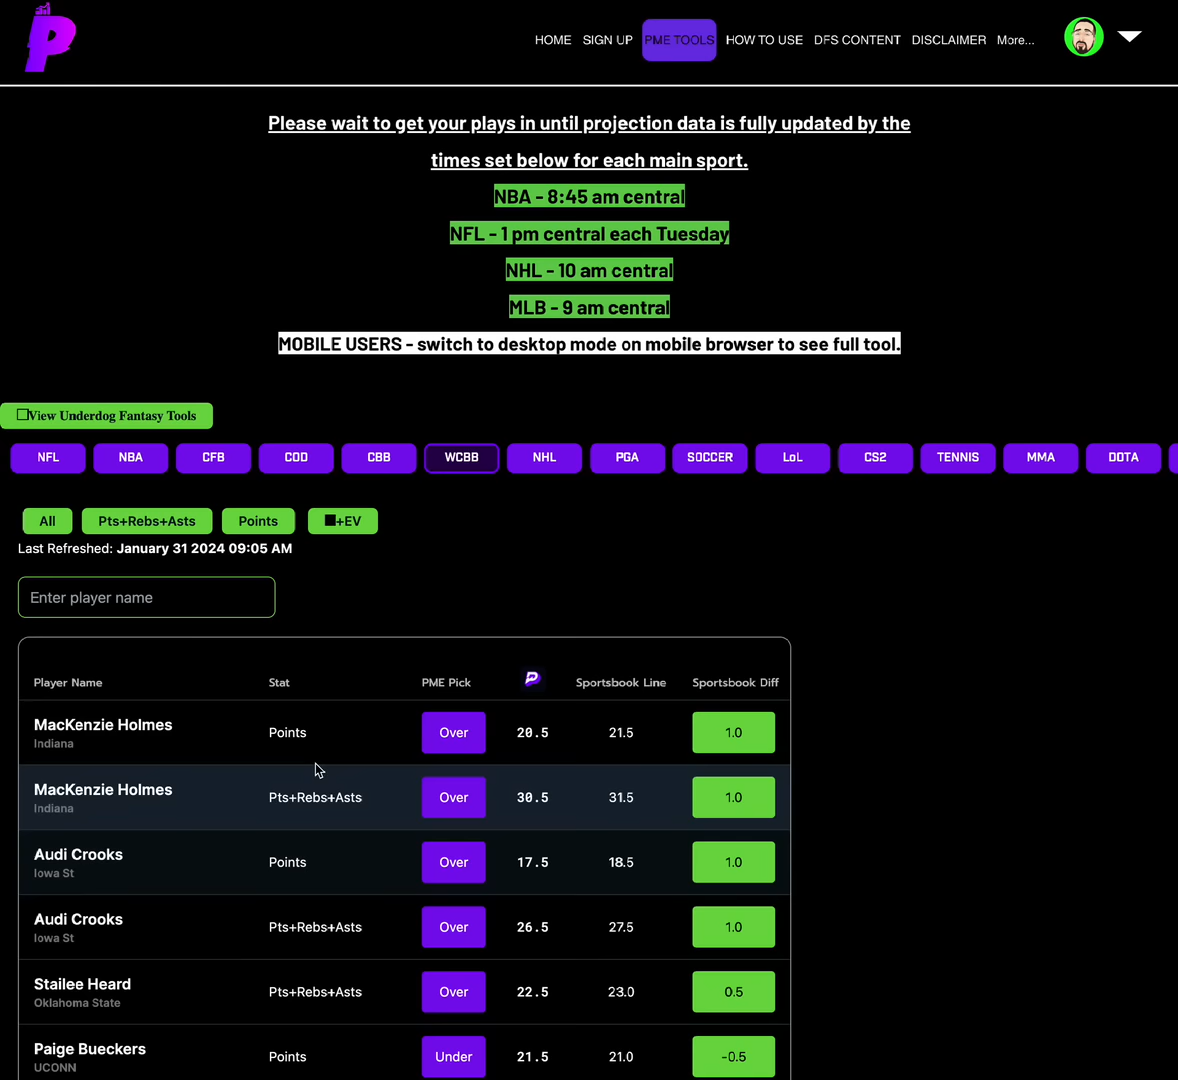 P
HOME SIGN UP PME TOOLS HOW TO USE DFS CONTENT DISCLAIMER More...
Please wait to get your plays in until projection data is fully updated by the
times set below for each main sport.
NBA - 8:45 am central
NFL - 1 pm central each Tuesday
NHL - 10 am central
MLB - 9 am central
MOBILE USERS - switch to desktop mode on mobile browser to see full tool.
View Underdog Fantasy Tools
NFL NBA CFB COD CBB WCBB NHL PGA SOCCER LoL CS2 TENNIS MMA DOTA
All Pts+Rebs+Asts Points +EV
Last Refreshed: January 31 2024 09:05 AM
Enter player name
Player Name Stat PME Pick P Sportsbook Line Sportsbook Diff
MacKenzie Holmes Points Over 20.5 21.5 1.0
Indiana
MacKenzie Holmes Pts+Rebs+Asts Over 30.5 31.5 1.0
Indiana
Audi Crooks Points Over 17.5 18.5 1.0
Iowa St
Audi Crooks Pts+Rebs+Asts Over 26.5 27.5 1.0
Iowa St
Stailee Heard Pts+Rebs+Asts Over 22.5 23.0 0.5
Oklahoma State
Paige Bueckers Points Under 21.5 21.0 -0.5
UCONN